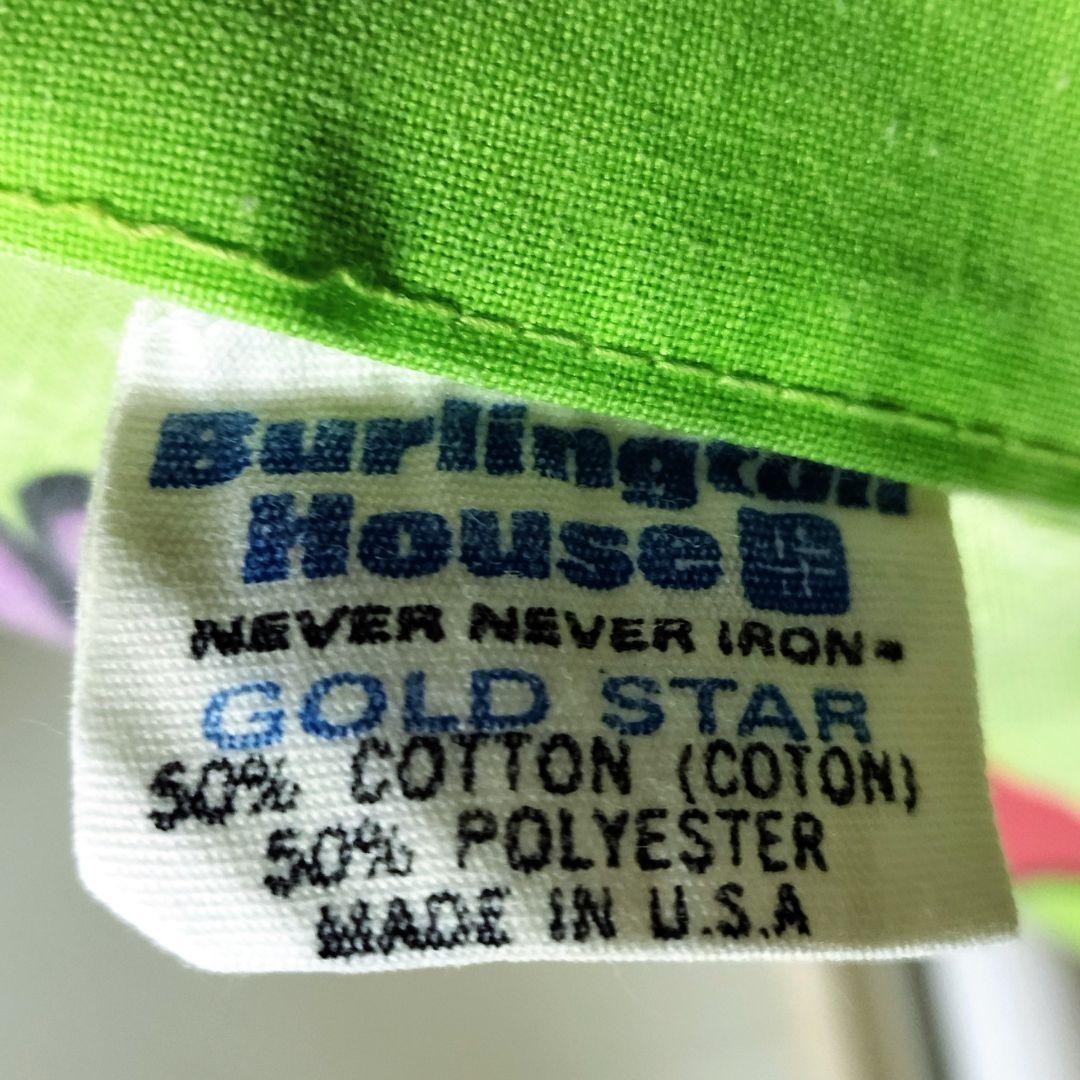 Burlington
House
NEVER NEVER IRON-
GOLD STAR
50% COTTON (COTON)
50% POLYESTER
MADE IN U.S.A